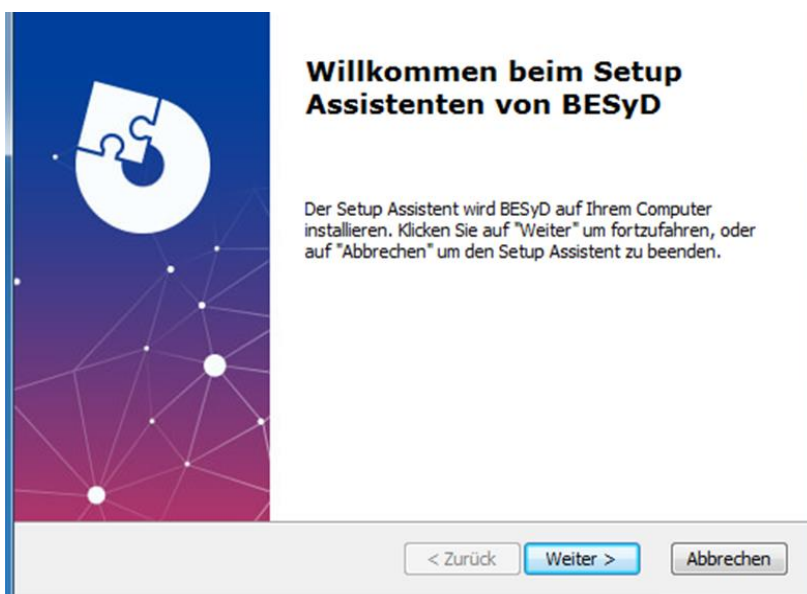 Willkommen beim Setup
Assistenten von BESyD
Der Setup Assistent wird BESyD auf Ihrem Computer
installieren. Klicken Sie auf "Weiter" um fortzufahren, oder
auf "Abbrechen" um den Setup Assistent zu beenden.
< Zurück
Weiter >
Abbrechen